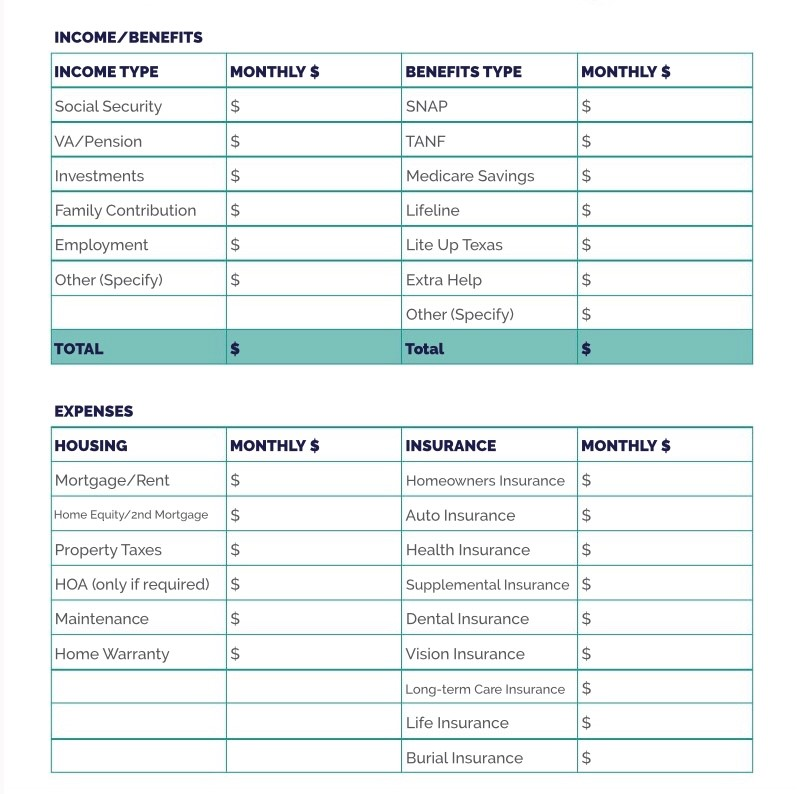 INCOME/BENEFITS
INCOME TYPE MONTHLY $ BENEFITS TYPE MONTHLY $
Social Security $ SNAP $
VA/Pension $ TANF $
Investments $ Medicare Savings $
Family Contribution $ Lifeline $
Employment $ Lite Up Texas $
Other (Specify) $ Extra Help $
Other (Specify) $
TOTAL $ Total $
EXPENSES
HOUSING MONTHLY $ INSURANCE MONTHLY $
Mortgage/Rent $ Homeowners Insurance $
Home Equity/2nd Mortgage $ Auto Insurance $
Property Taxes $ Health Insurance $
HOA (only if required) $ Supplemental Insurance $
Maintenance $ Dental Insurance $
Home Warranty $ Vision Insurance $
Long-term Care Insurance $
Life Insurance $
Burial Insurance $